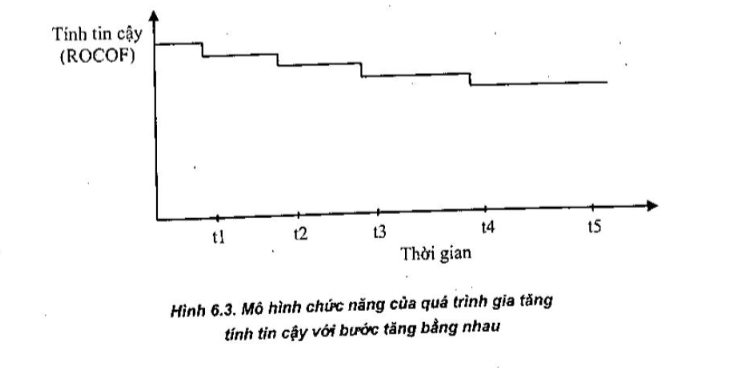 Tính tin cậy
(ROCOF)
t1
t2
t3
t4
t5
Thời gian
Hình 6.3. Mô hình chức năng của quá trình gia tăng
tính tin cậy với bước tăng bằng nhau